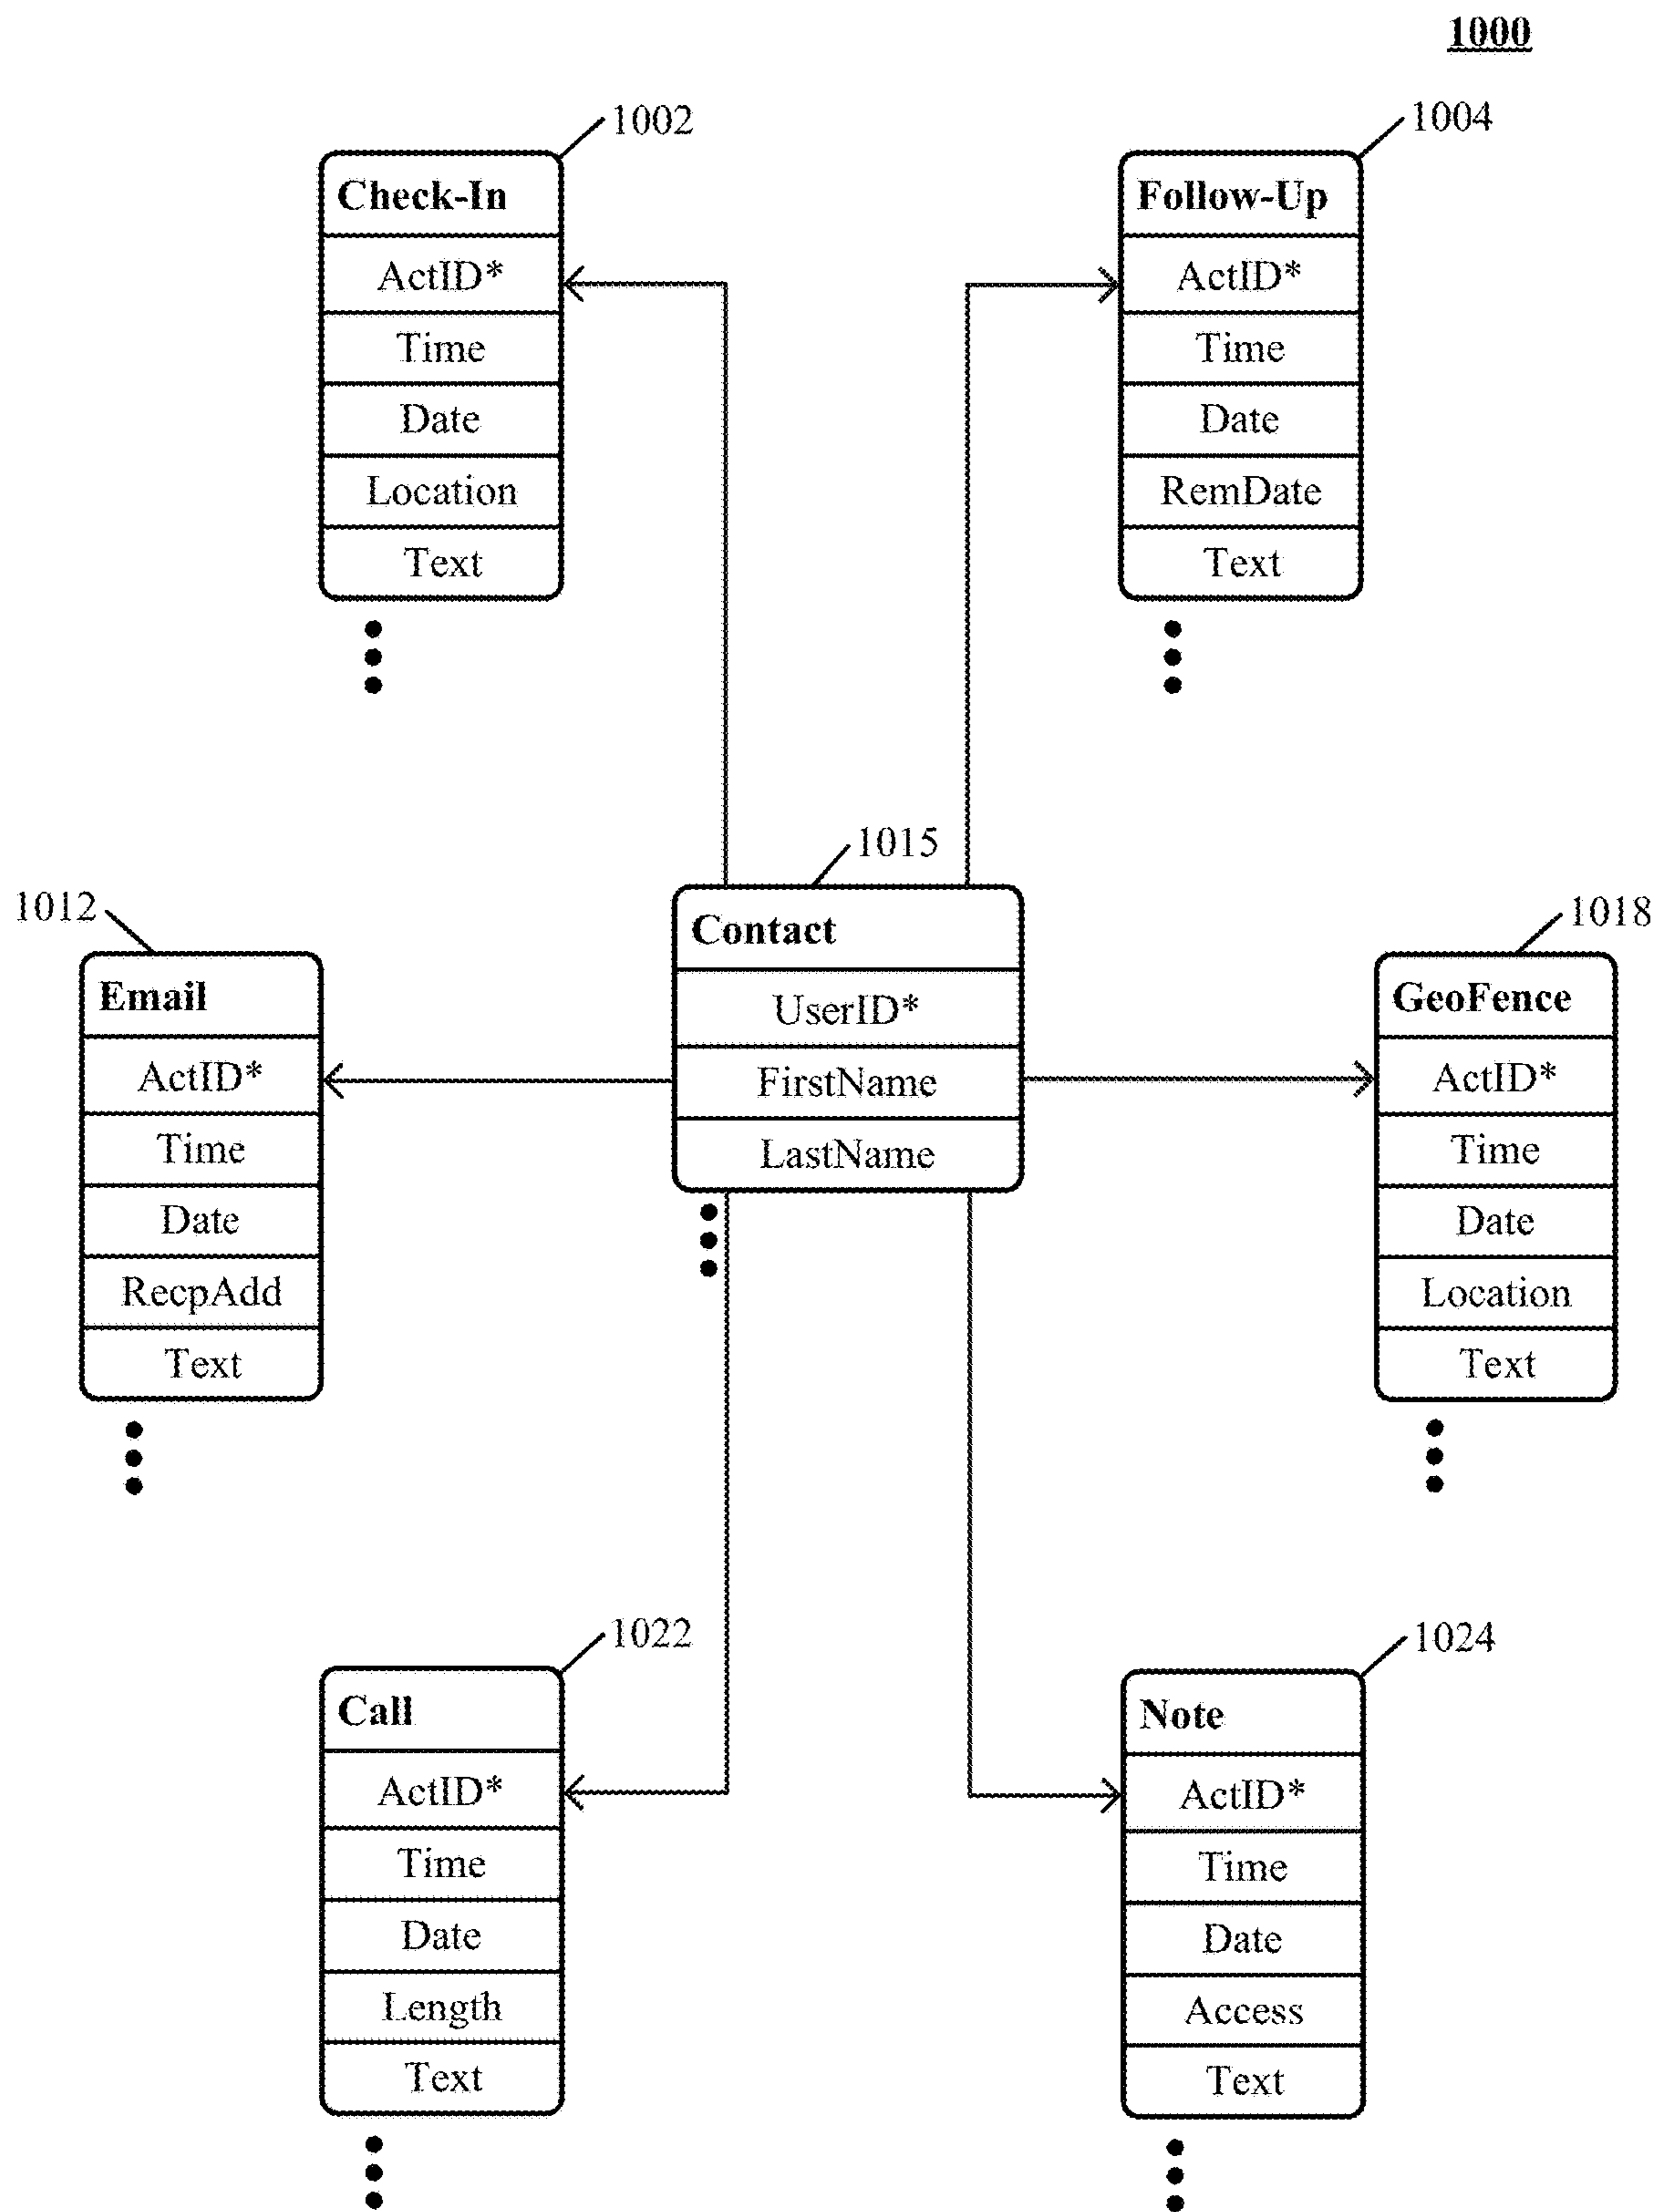 1000
1002
Check-In
ActID*
Time
Date
Location
Text
1004
Follow-Up
ActID*
Time
Date
RemDate
Text
1012
Email
ActID*
Time
Date
RecpAdd
Text
1015
Contact
UserID*
FirstName
LastName
1018
GeoFence
ActID*
Time
Date
Location
Text
1022
Call
ActID*
Time
Date
Length
Text
1024
Note
ActID*
Time
Date
Access
Text